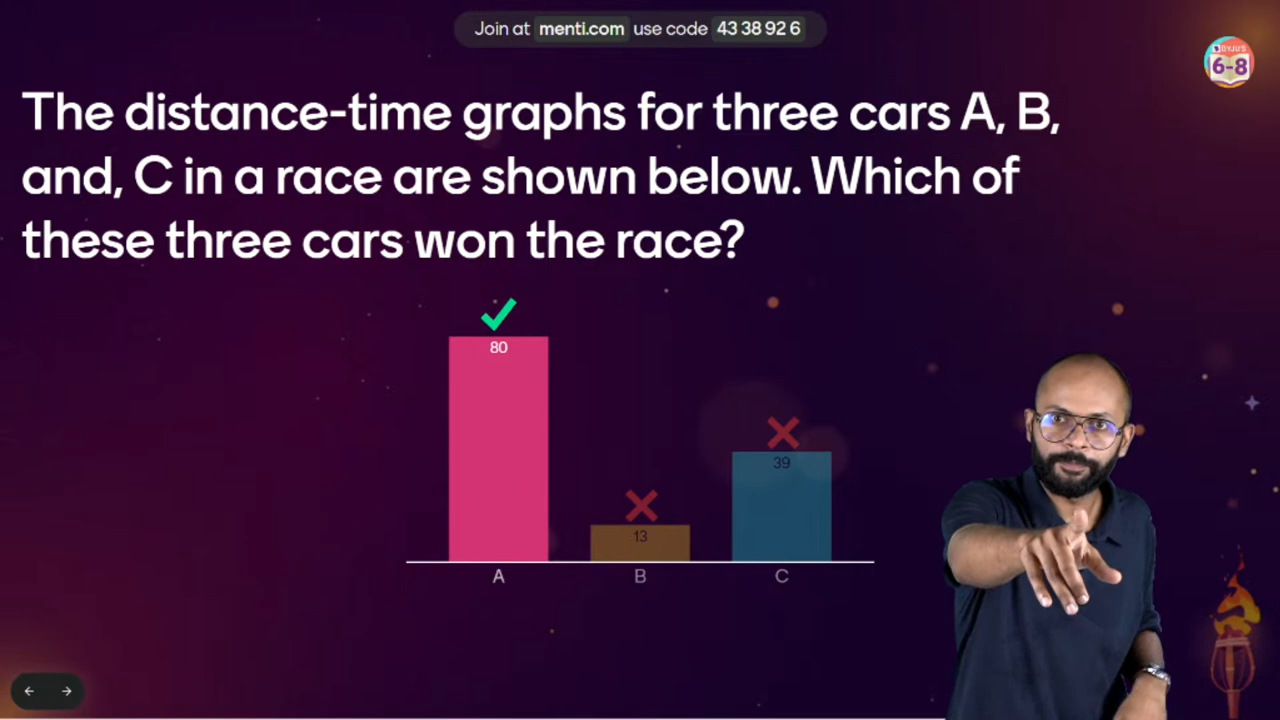 Join at menti.com use code 43 38 92 6
BYJU'S
6-8
The distance-time graphs for three cars A, B,
and, C in a race are shown below. Which of
these three cars won the race?
80
39
13
A B C